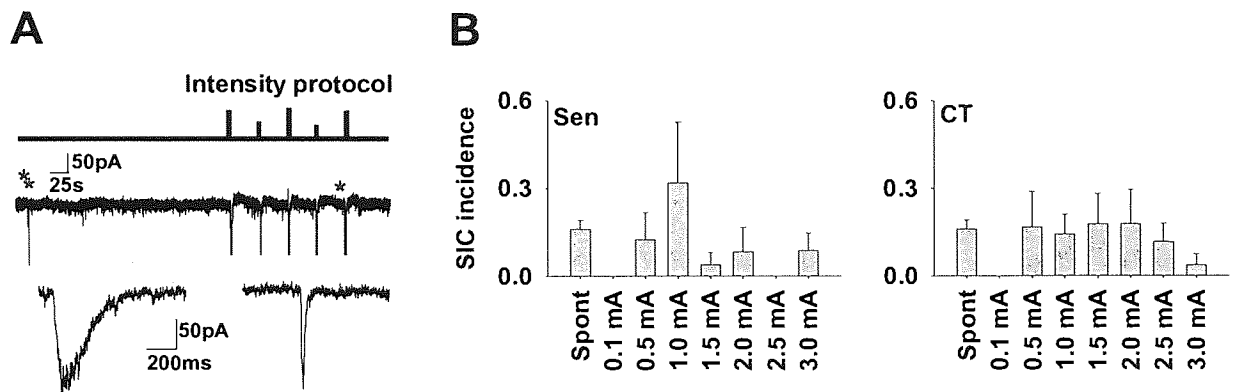 A
Intensity protocol
50pA
25s
*
*
*
50pA
200ms
B
SIC incidence
0.6
0.3
0.0
Sen
Spont
0.1 mA
0.5 mA
1.0 mA
1.5 mA
2.0 mA
2.5 mA
3.0 mA
0.6
0.3
0.0
CT
Spont
0.1 mA
0.5 mA
1.0 mA
1.5 mA
2.0 mA
2.5 mA
3.0 mA